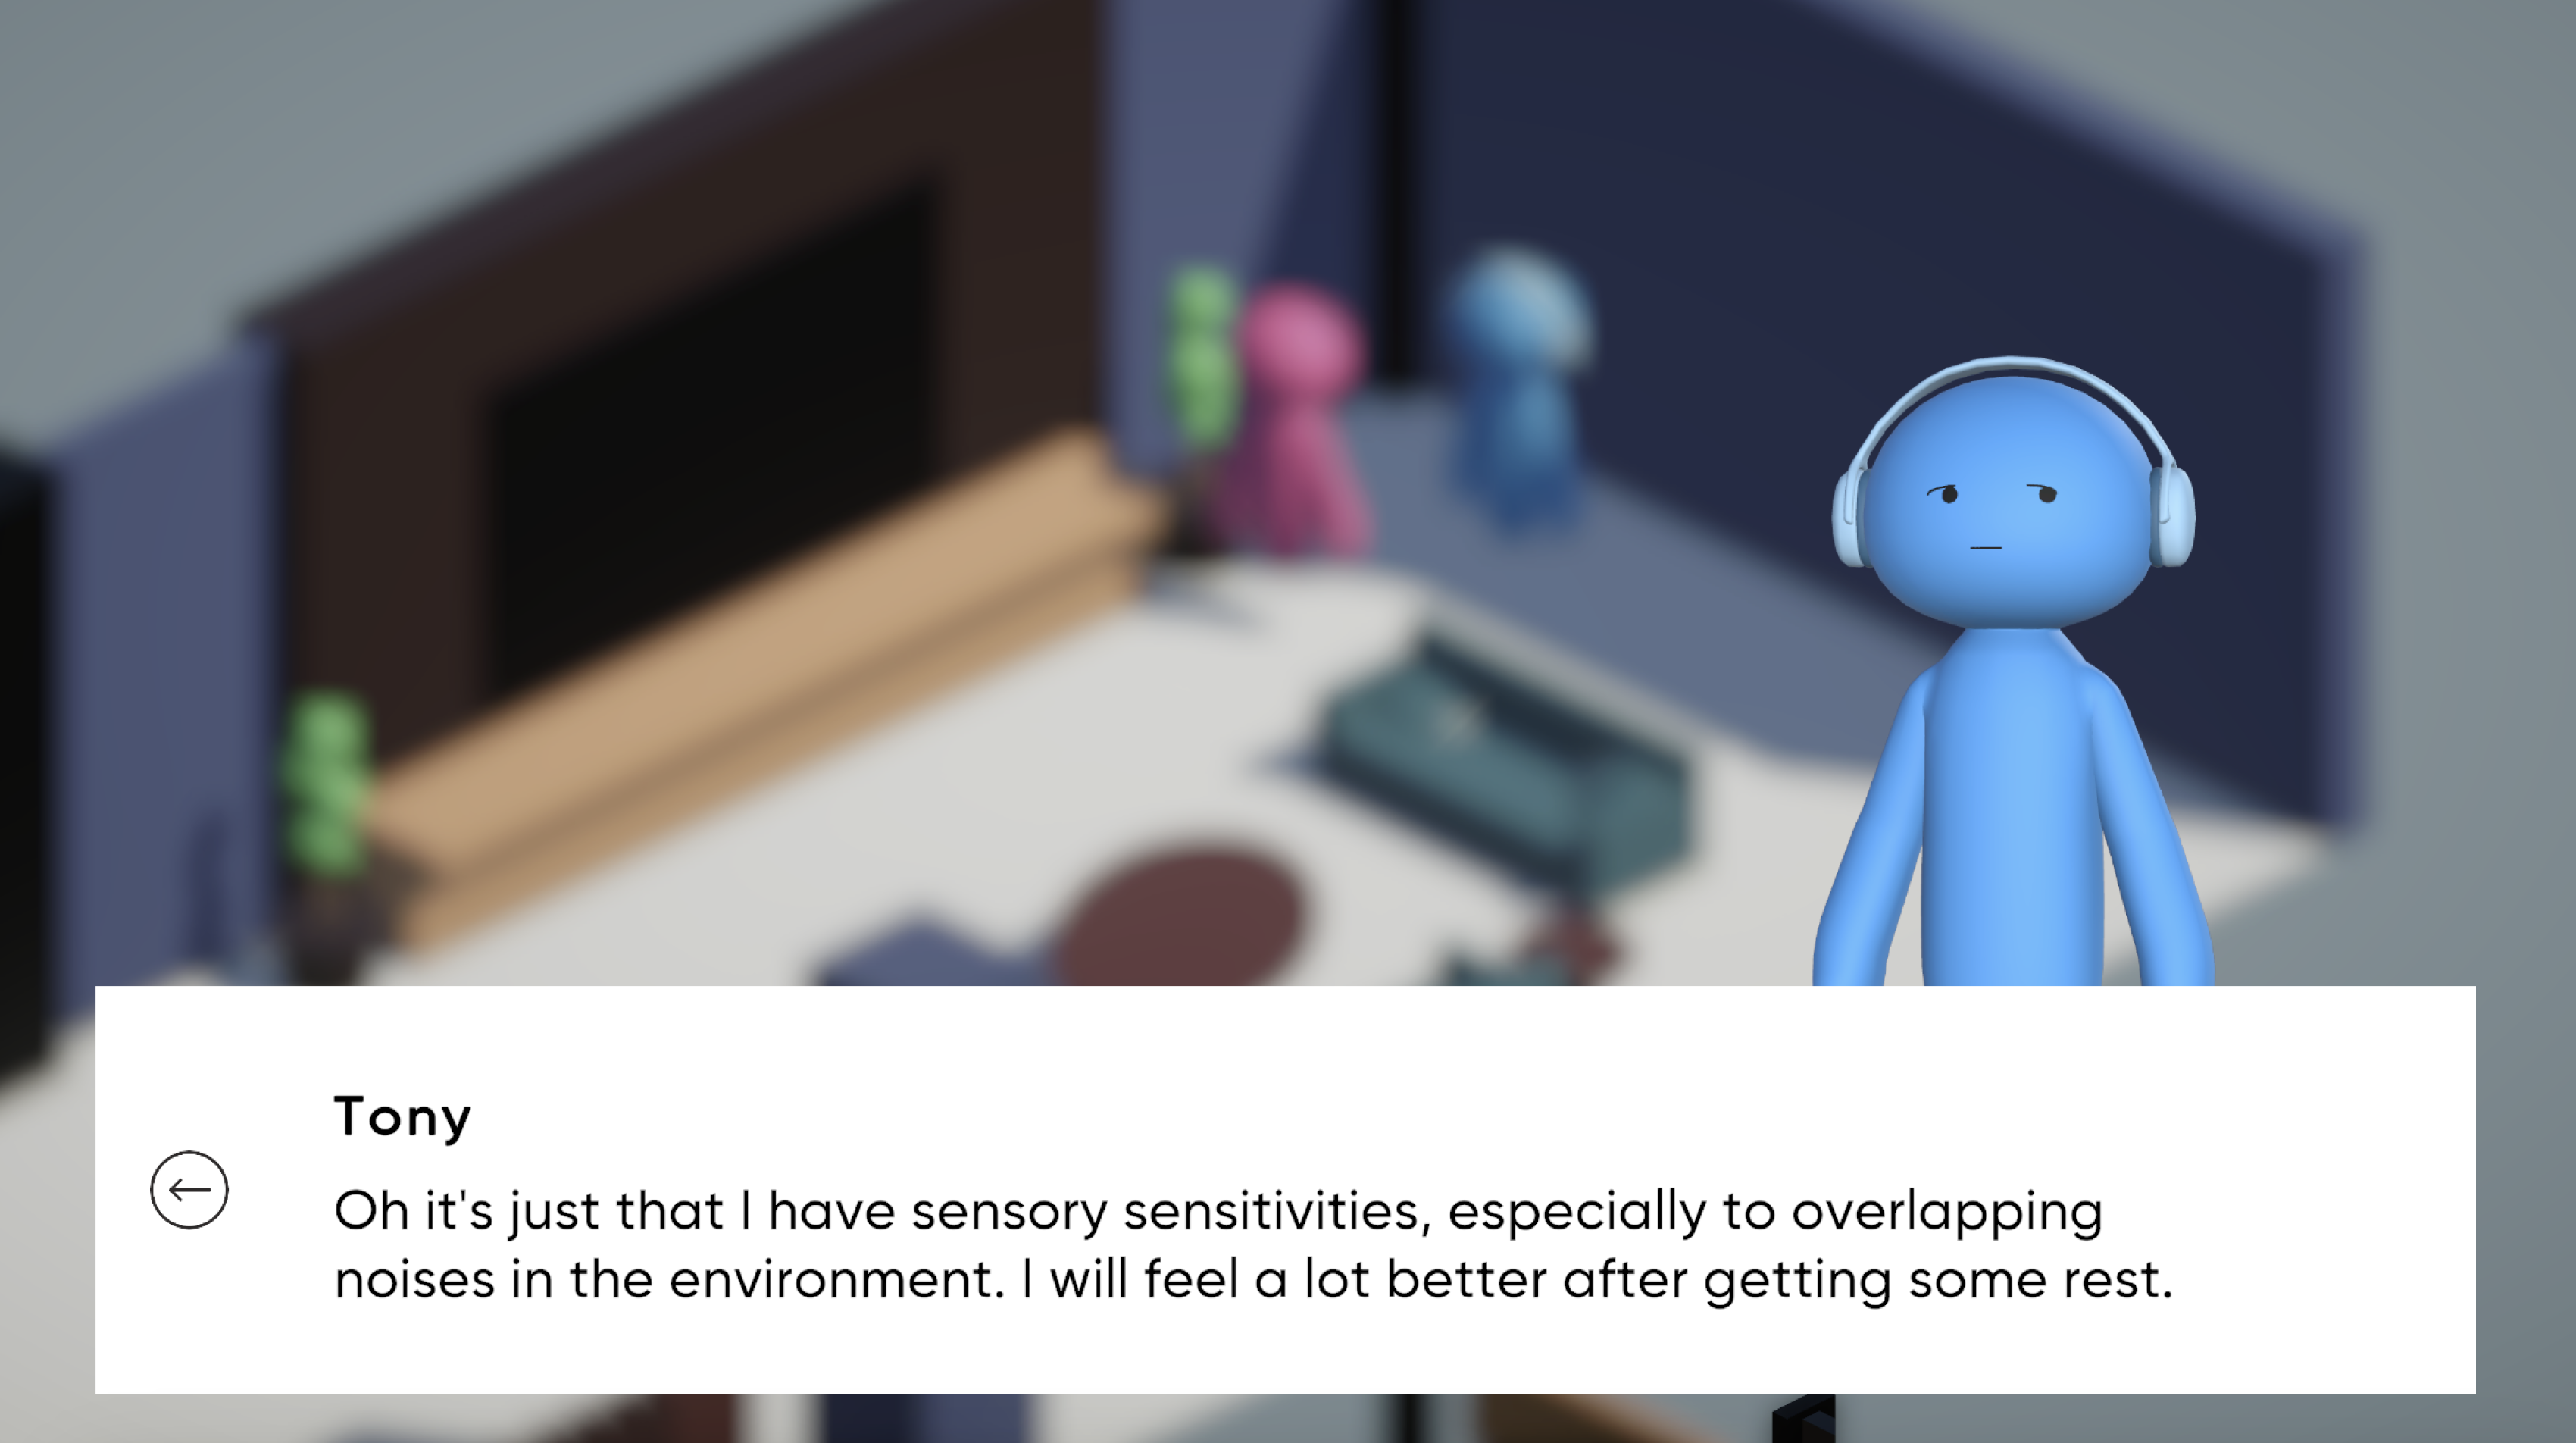 Tony
Oh it's just that I have sensory sensitivities, especially to overlapping
noises in the environment. I will feel a lot better after getting some rest.